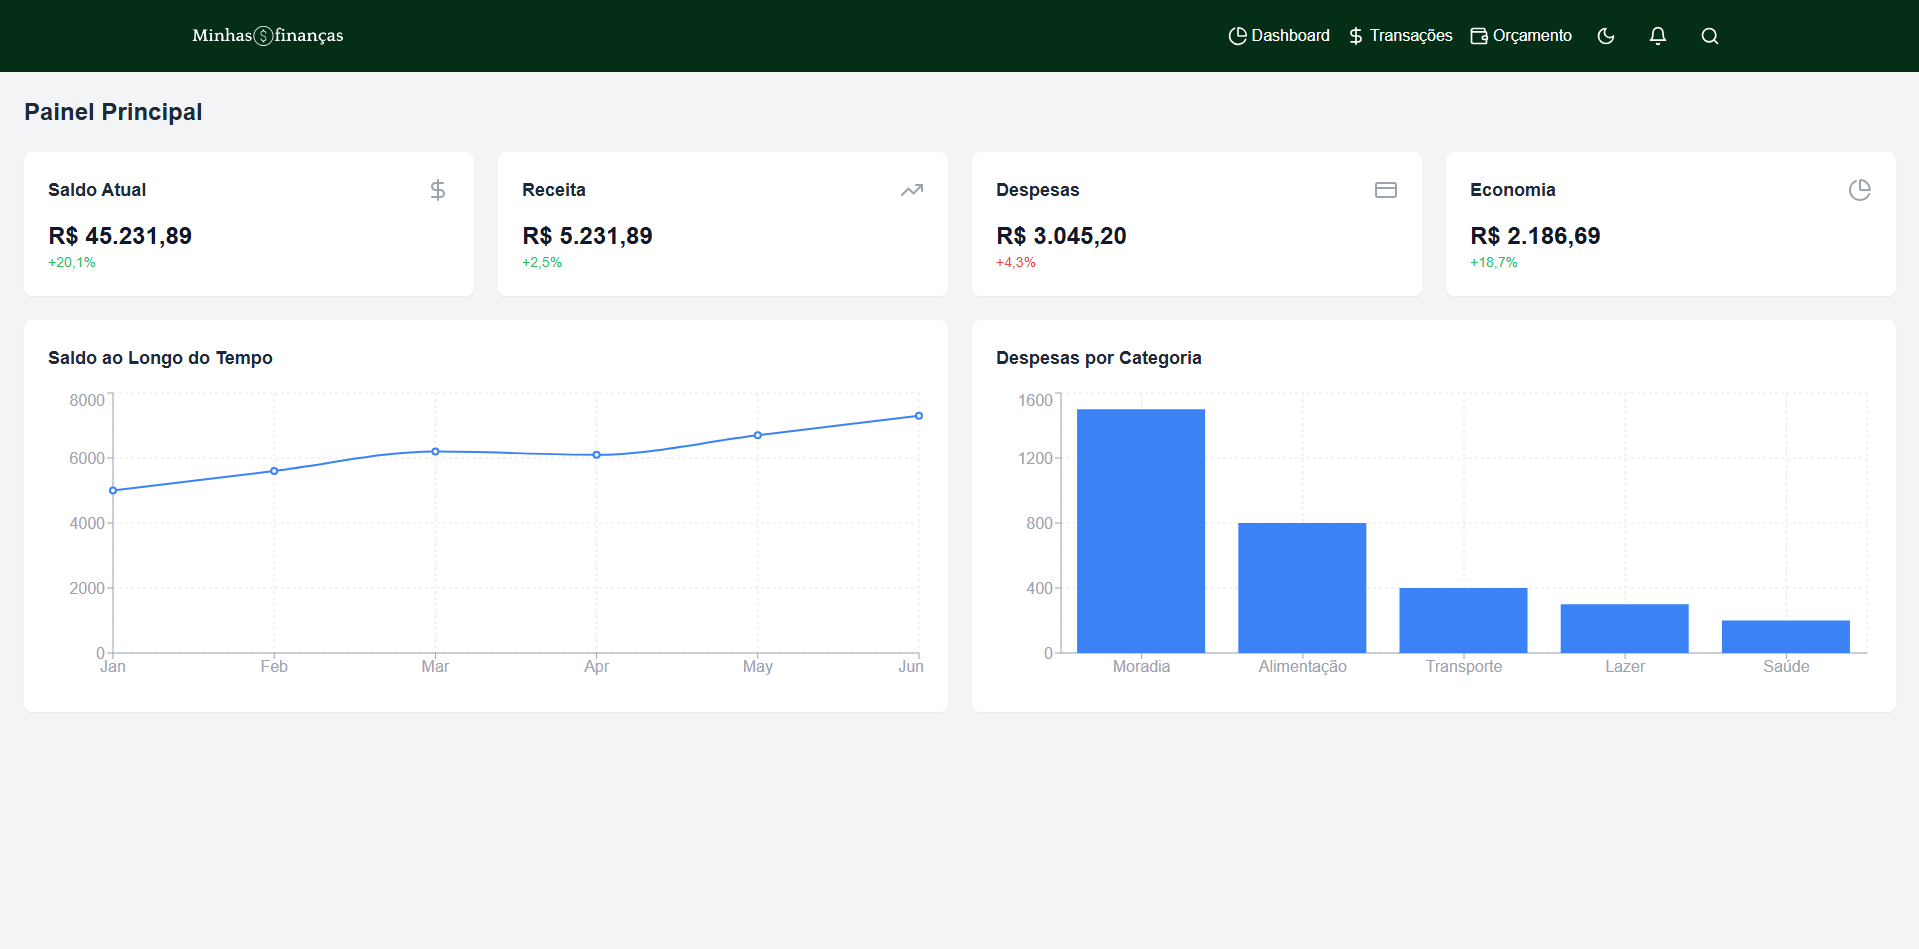 Minhas$finanças
Dashboard Transações Orçamento
Painel Principal
Saldo Atual
R$ 45.231,89
+20,1%
Receita
R$ 5.231,89
+2,5%
Despesas
R$ 3.045,20
+4,3%
Economia
R$ 2.186,69
+18,7%
Saldo ao Longo do Tempo
8000
6000
4000
2000
0
Jan Feb Mar Apr May Jun
Despesas por Categoria
1600
1200
800
400
0
Moradia Alimentação Transporte Lazer Saúde